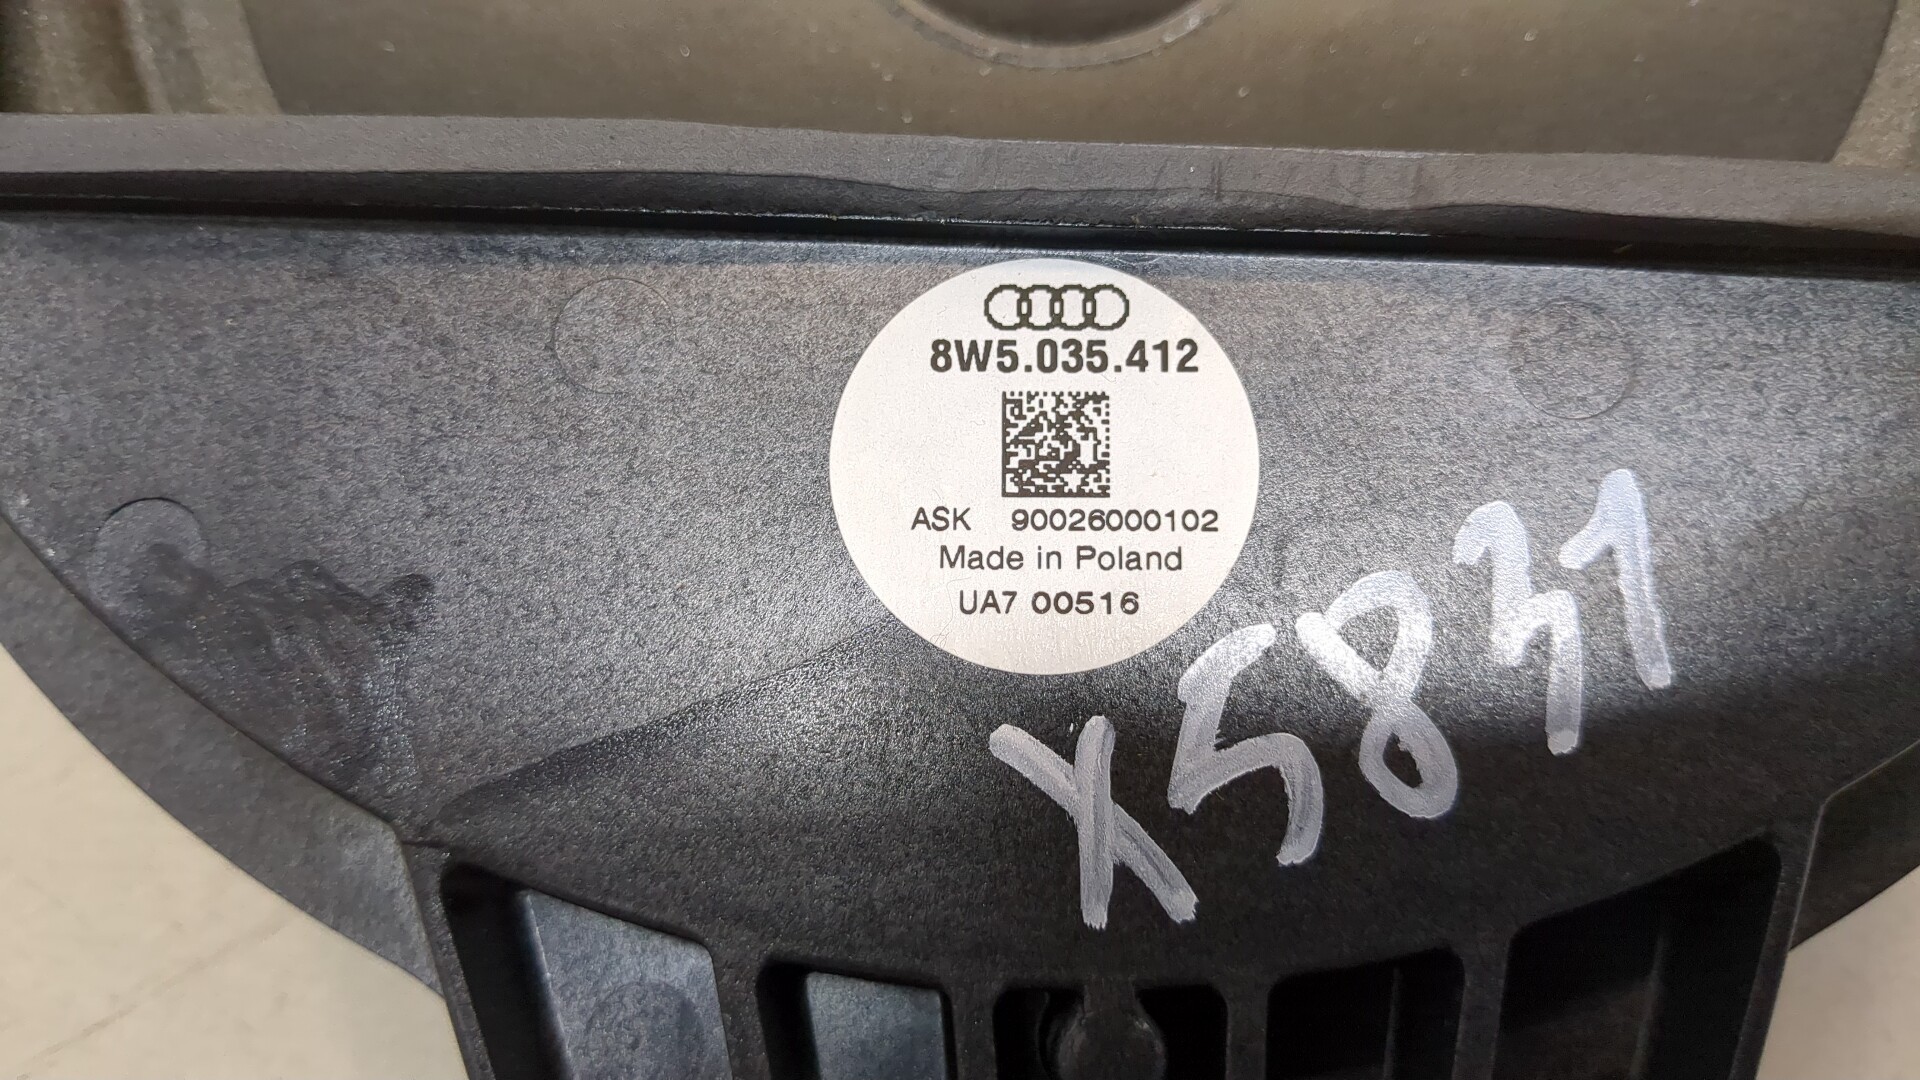 8W5.035.412
ASK 90026000102
Made in Poland
UA7 00516
X5831